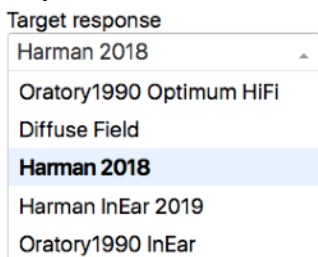 Target response
Harman 2018
Oratory1990 Optimum HiFi
Diffuse Field
Harman 2018
Harman InEar 2019
Oratory1990 InEar